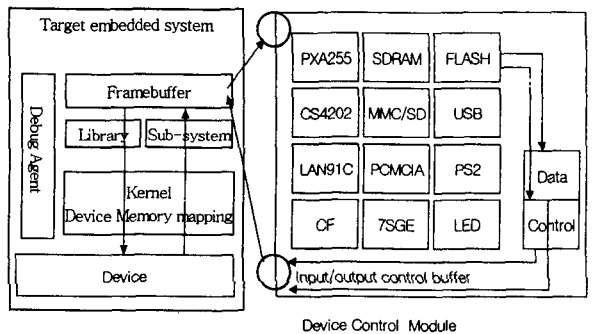 Target embedded system
Framebuffer
Library
Sub-system
Debug Agent
Kernel
Device Memory mapping
Device
PXA255 SDRAM FLASH
CS4202 MMC/SD USB
LAN91C PCMCIA PS2
CF 7SGE LED
Data
Control
Input/output control buffer
Device Control Module